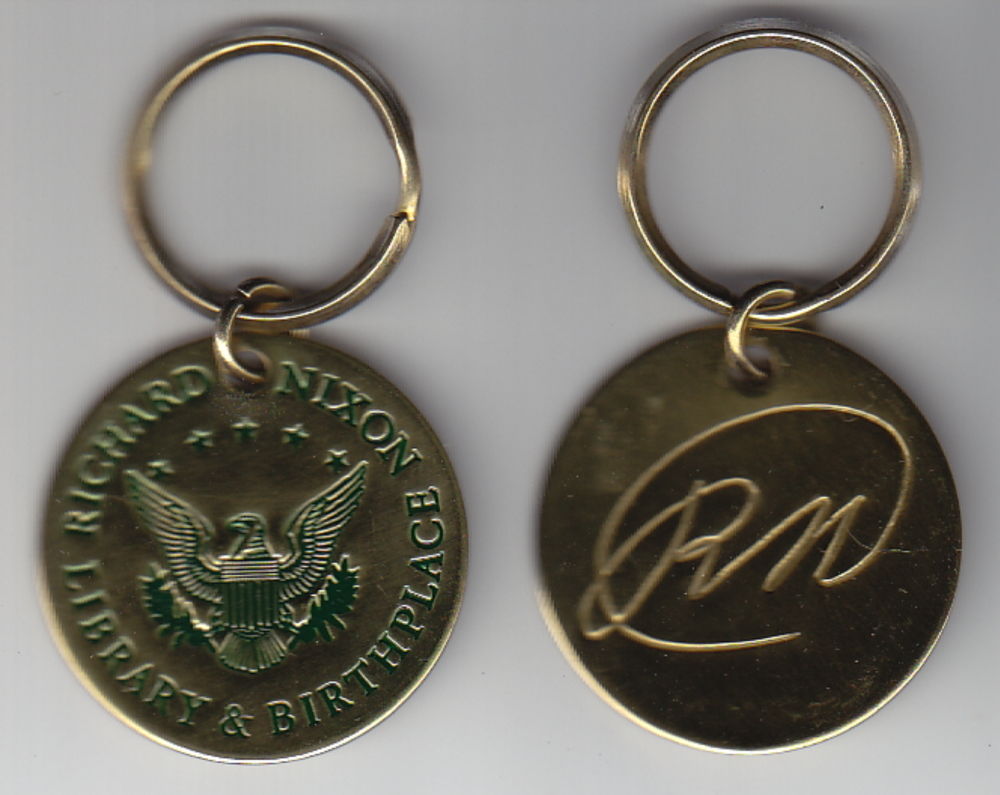 RICHARD NIXON
LIBRARY & BIRTHPLACE
RN